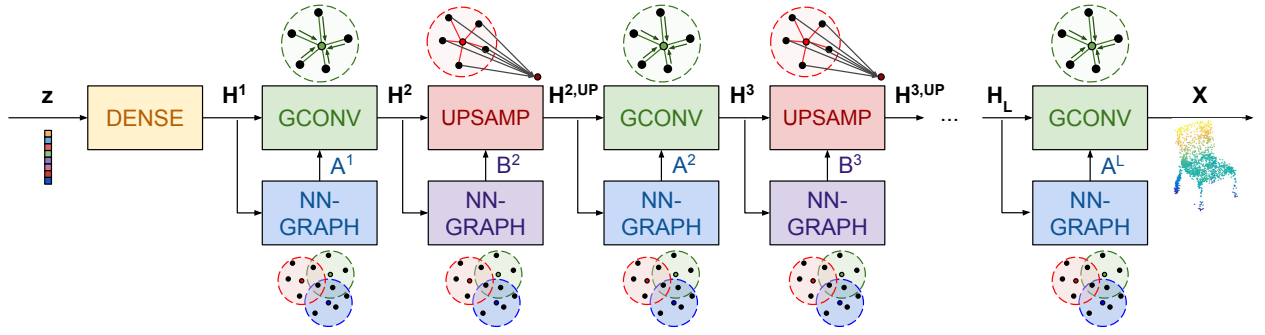 z
DENSE
H¹
GCONV
H²
UPSAMP
H²,ᵁᴾ
GCONV
H³
UPSAMP
H³,ᵁᴾ
...
H_L
GCONV
X
A¹
B²
A²
B³
Aᴸ
NN-
GRAPH
NN-
GRAPH
NN-
GRAPH
NN-
GRAPH
NN-
GRAPH